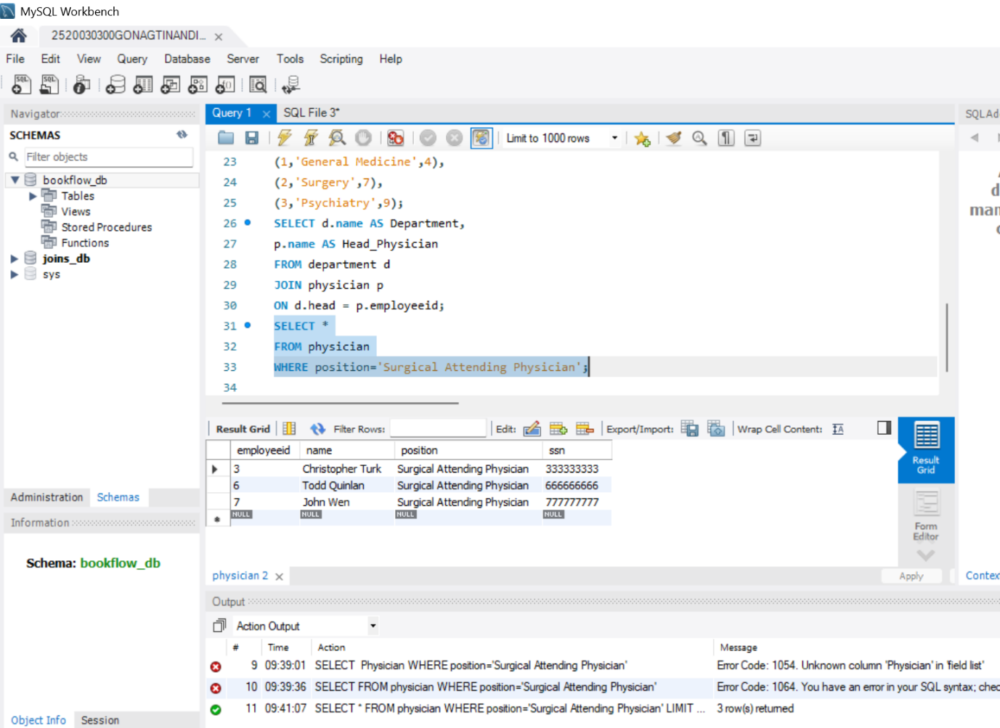 MySQL Workbench
2520030300GONAGTINANDI...
File Edit View Query Database Server Tools Scripting Help
Navigator
SCHEMAS
Filter objects
bookflow_db
Tables
Views
Stored Procedures
Functions
joins_db
sys
Administration Schemas
Information
Schema: bookflow_db
Object Info Session
Query 1 SQL File 3*
Limit to 1000 rows
23 (1,'General Medicine',4),
24 (2,'Surgery',7),
25 (3,'Psychiatry',9);
26 SELECT d.name AS Department,
27 p.name AS Head_Physician
28 FROM department d
29 JOIN physician p
30 ON d.head = p.employeeid;
31 SELECT *
32 FROM physician
33 WHERE position='Surgical Attending Physician';
34
Result Grid Filter Rows: Edit: Export/Import: Wrap Cell Content:
employeeid name position ssn
3 Christopher Turk Surgical Attending Physician 333333333
6 Todd Quinlan Surgical Attending Physician 666666666
7 John Wen Surgical Attending Physician 777777777
NULL NULL NULL NULL
Result
Grid
Form
Editor
physician 2
Apply
Output
Action Output
# Time Action Message
9 09:39:01 SELECT Physician WHERE position='Surgical Attending Physician' Error Code: 1054. Unknown column 'Physician' in 'field list'
10 09:39:36 SELECT FROM physician WHERE position='Surgical Attending Physician' Error Code: 1064. You have an error in your SQL syntax; chec
11 09:41:07 SELECT * FROM physician WHERE position='Surgical Attending Physician' LIMIT ... 3 row(s) returned
SQLAd
d
man
c
Contex